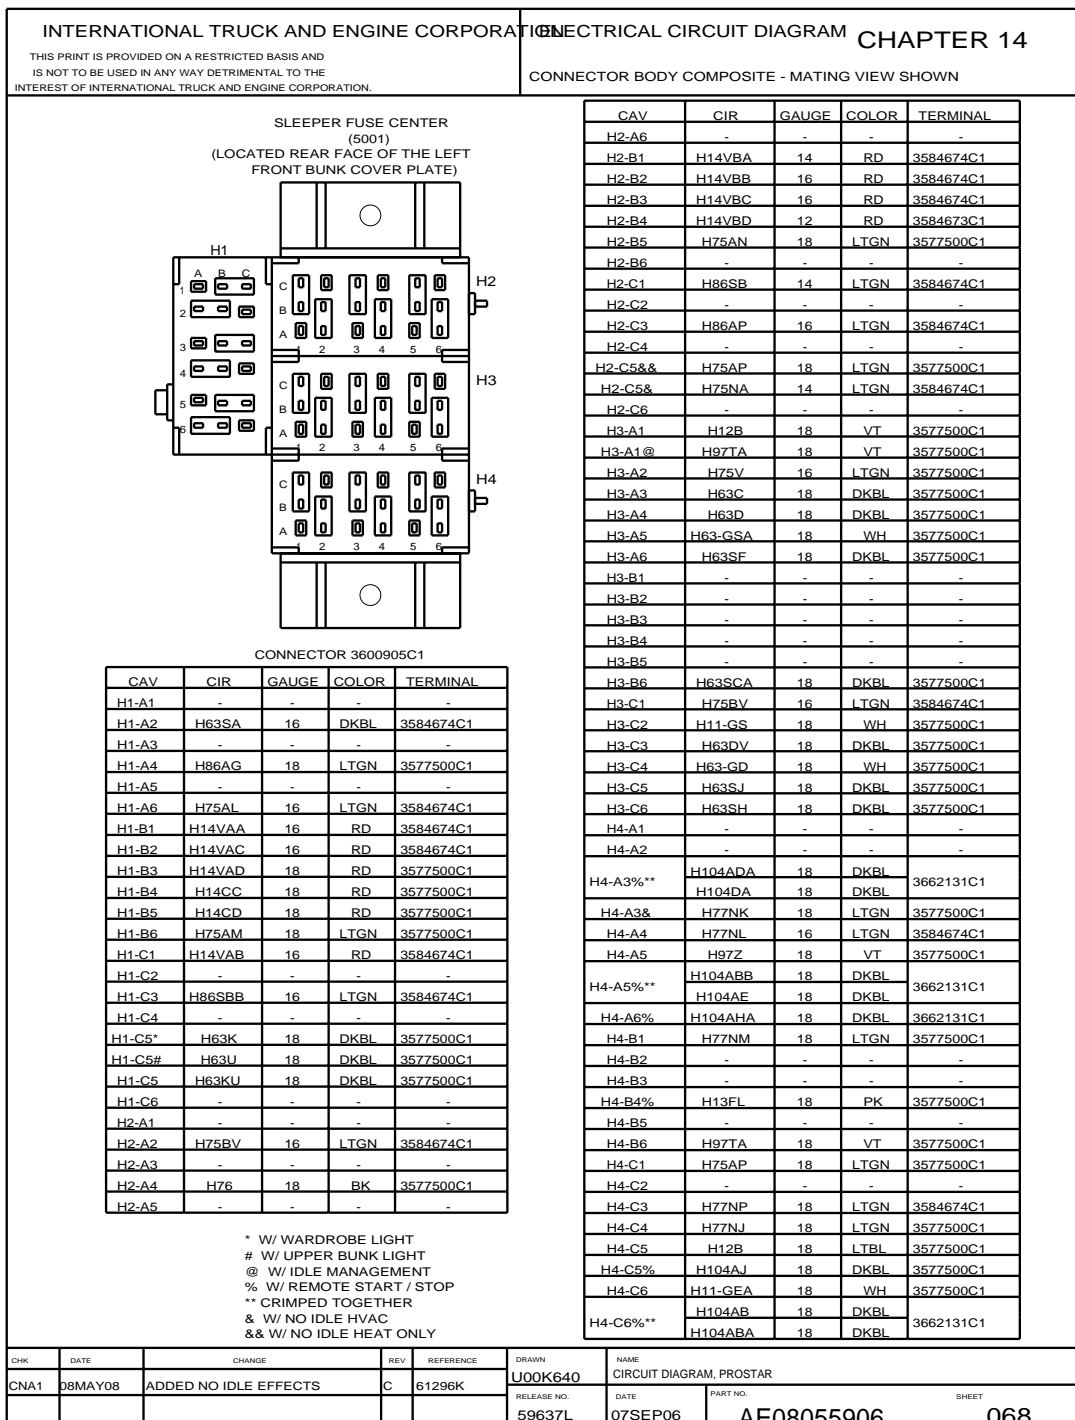 INTERNATIONAL TRUCK AND ENGINE CORPORATION
THIS PRINT IS PROVIDED ON A RESTRICTED BASIS AND
IS NOT TO BE USED IN ANY WAY DETRIMENTAL TO THE
INTEREST OF INTERNATIONAL TRUCK AND ENGINE CORPORATION.
ELECTRICAL CIRCUIT DIAGRAM CHAPTER 14
CONNECTOR BODY COMPOSITE - MATING VIEW SHOWN
SLEEPER FUSE CENTER
(5001)
(LOCATED REAR FACE OF THE LEFT
FRONT BUNK COVER PLATE)
H1
A B C
1
2
3
4
5
6
H2
C
B
A
1 2 3 4 5 6
H3
C
B
A
1 2 3 4 5 6
H4
C
B
A
1 2 3 4 5 6
CONNECTOR 3600905C1
CAV CIR GAUGE COLOR TERMINAL
H1-A1 - - - -
H1-A2 H63SA 16 DKBL 3584674C1
H1-A3 - - - -
H1-A4 H86AG 18 LTGN 3577500C1
H1-A5 - - - -
H1-A6 H75AL 16 LTGN 3584674C1
H1-B1 H14VAA 16 RD 3584674C1
H1-B2 H14VAC 16 RD 3584674C1
H1-B3 H14VAD 18 RD 3577500C1
H1-B4 H14CC 18 RD 3577500C1
H1-B5 H14CD 18 RD 3577500C1
H1-B6 H75AM 18 LTGN 3577500C1
H1-C1 H14VAB 16 RD 3584674C1
H1-C2 - - - -
H1-C3 H86SBB 16 LTGN 3584674C1
H1-C4 - - - -
H1-C5* H63K 18 DKBL 3577500C1
H1-C5# H63U 18 DKBL 3577500C1
H1-C5 H63KU 18 DKBL 3577500C1
H1-C6 - - - -
H2-A1 - - - -
H2-A2 H75BV 16 LTGN 3584674C1
H2-A3 - - - -
H2-A4 H76 18 BK 3577500C1
H2-A5 - - - -
* W/ WARDROBE LIGHT
# W/ UPPER BUNK LIGHT
@ W/ IDLE MANAGEMENT
% W/ REMOTE START / STOP
** CRIMPED TOGETHER
& W/ NO IDLE HVAC
&& W/ NO IDLE HEAT ONLY
CAV CIR GAUGE COLOR TERMINAL
H2-A6 - - - -
H2-B1 H14VBA 14 RD 3584674C1
H2-B2 H14VBB 16 RD 3584674C1
H2-B3 H14VBC 16 RD 3584674C1
H2-B4 H14VBD 12 RD 3584673C1
H2-B5 H75AN 18 LTGN 3577500C1
H2-B6 - - - -
H2-C1 H86SB 14 LTGN 3584674C1
H2-C2 - - - -
H2-C3 H86AP 16 LTGN 3584674C1
H2-C4 - - - -
H2-C5&& H75AP 18 LTGN 3577500C1
H2-C5& H75NA 14 LTGN 3584674C1
H2-C6 - - - -
H3-A1 H12B 18 VT 3577500C1
H3-A1@ H97TA 18 VT 3577500C1
H3-A2 H75V 16 LTGN 3577500C1
H3-A3 H63C 18 DKBL 3577500C1
H3-A4 H63D 18 DKBL 3577500C1
H3-A5 H63-GSA 18 WH 3577500C1
H3-A6 H63SF 18 DKBL 3577500C1
H3-B1 - - - -
H3-B2 - - - -
H3-B3 - - - -
H3-B4 - - - -
H3-B5 - - - -
H3-B6 H63SCA 18 DKBL 3577500C1
H3-C1 H75BV 16 LTGN 3584674C1
H3-C2 H11-GS 18 WH 3577500C1
H3-C3 H63DV 18 DKBL 3577500C1
H3-C4 H63-GD 18 WH 3577500C1
H3-C5 H63SJ 18 DKBL 3577500C1
H3-C6 H63SH 18 DKBL 3577500C1
H4-A1 - - - -
H4-A2 - - - -
H4-A3%** H104ADA 18 DKBL 3662131C1
H104DA 18 DKBL
H4-A3& H77NK 18 LTGN 3577500C1
H4-A4 H77NL 16 LTGN 3584674C1
H4-A5 H97Z 18 VT 3577500C1
H4-A5%** H104ABB 18 DKBL 3662131C1
H104AE 18 DKBL
H4-A6% H104AHA 18 DKBL 3662131C1
H4-B1 H77NM 18 LTGN 3577500C1
H4-B2 - - - -
H4-B3 - - - -
H4-B4% H13FL 18 PK 3577500C1
H4-B5 - - - -
H4-B6 H97TA 18 VT 3577500C1
H4-C1 H75AP 18 LTGN 3577500C1
H4-C2 - - - -
H4-C3 H77NP 18 LTGN 3584674C1
H4-C4 H77NJ 18 LTGN 3577500C1
H4-C5 H12B 18 LTBL 3577500C1
H4-C5% H104AJ 18 DKBL 3577500C1
H4-C6 H11-GEA 18 WH 3577500C1
H4-C6%** H104AB 18 DKBL 3662131C1
H104ABA 18 DKBL
CHK DATE CHANGE REV REFERENCE
CNA1 08MAY08 ADDED NO IDLE EFFECTS C 61296K
DRAWN
U00K640
NAME
CIRCUIT DIAGRAM, PROSTAR
RELEASE NO.
59637L
DATE
07SEP06
PART NO.
AE08055906
SHEET
068